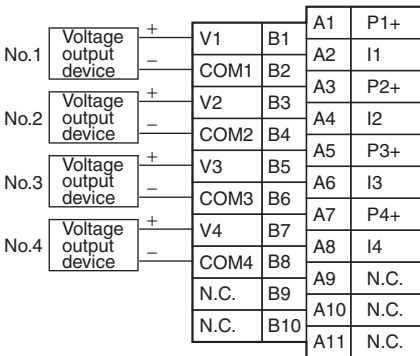 No.1 Voltage output device + −
No.2 Voltage output device + −
No.3 Voltage output device + −
No.4 Voltage output device + −
V1 B1
COM1 B2
V2 B3
COM2 B4
V3 B5
COM3 B6
V4 B7
COM4 B8
N.C. B9
N.C. B10
A1 P1+
A2 I1
A3 P2+
A4 I2
A5 P3+
A6 I3
A7 P4+
A8 I4
A9 N.C.
A10 N.C.
A11 N.C.